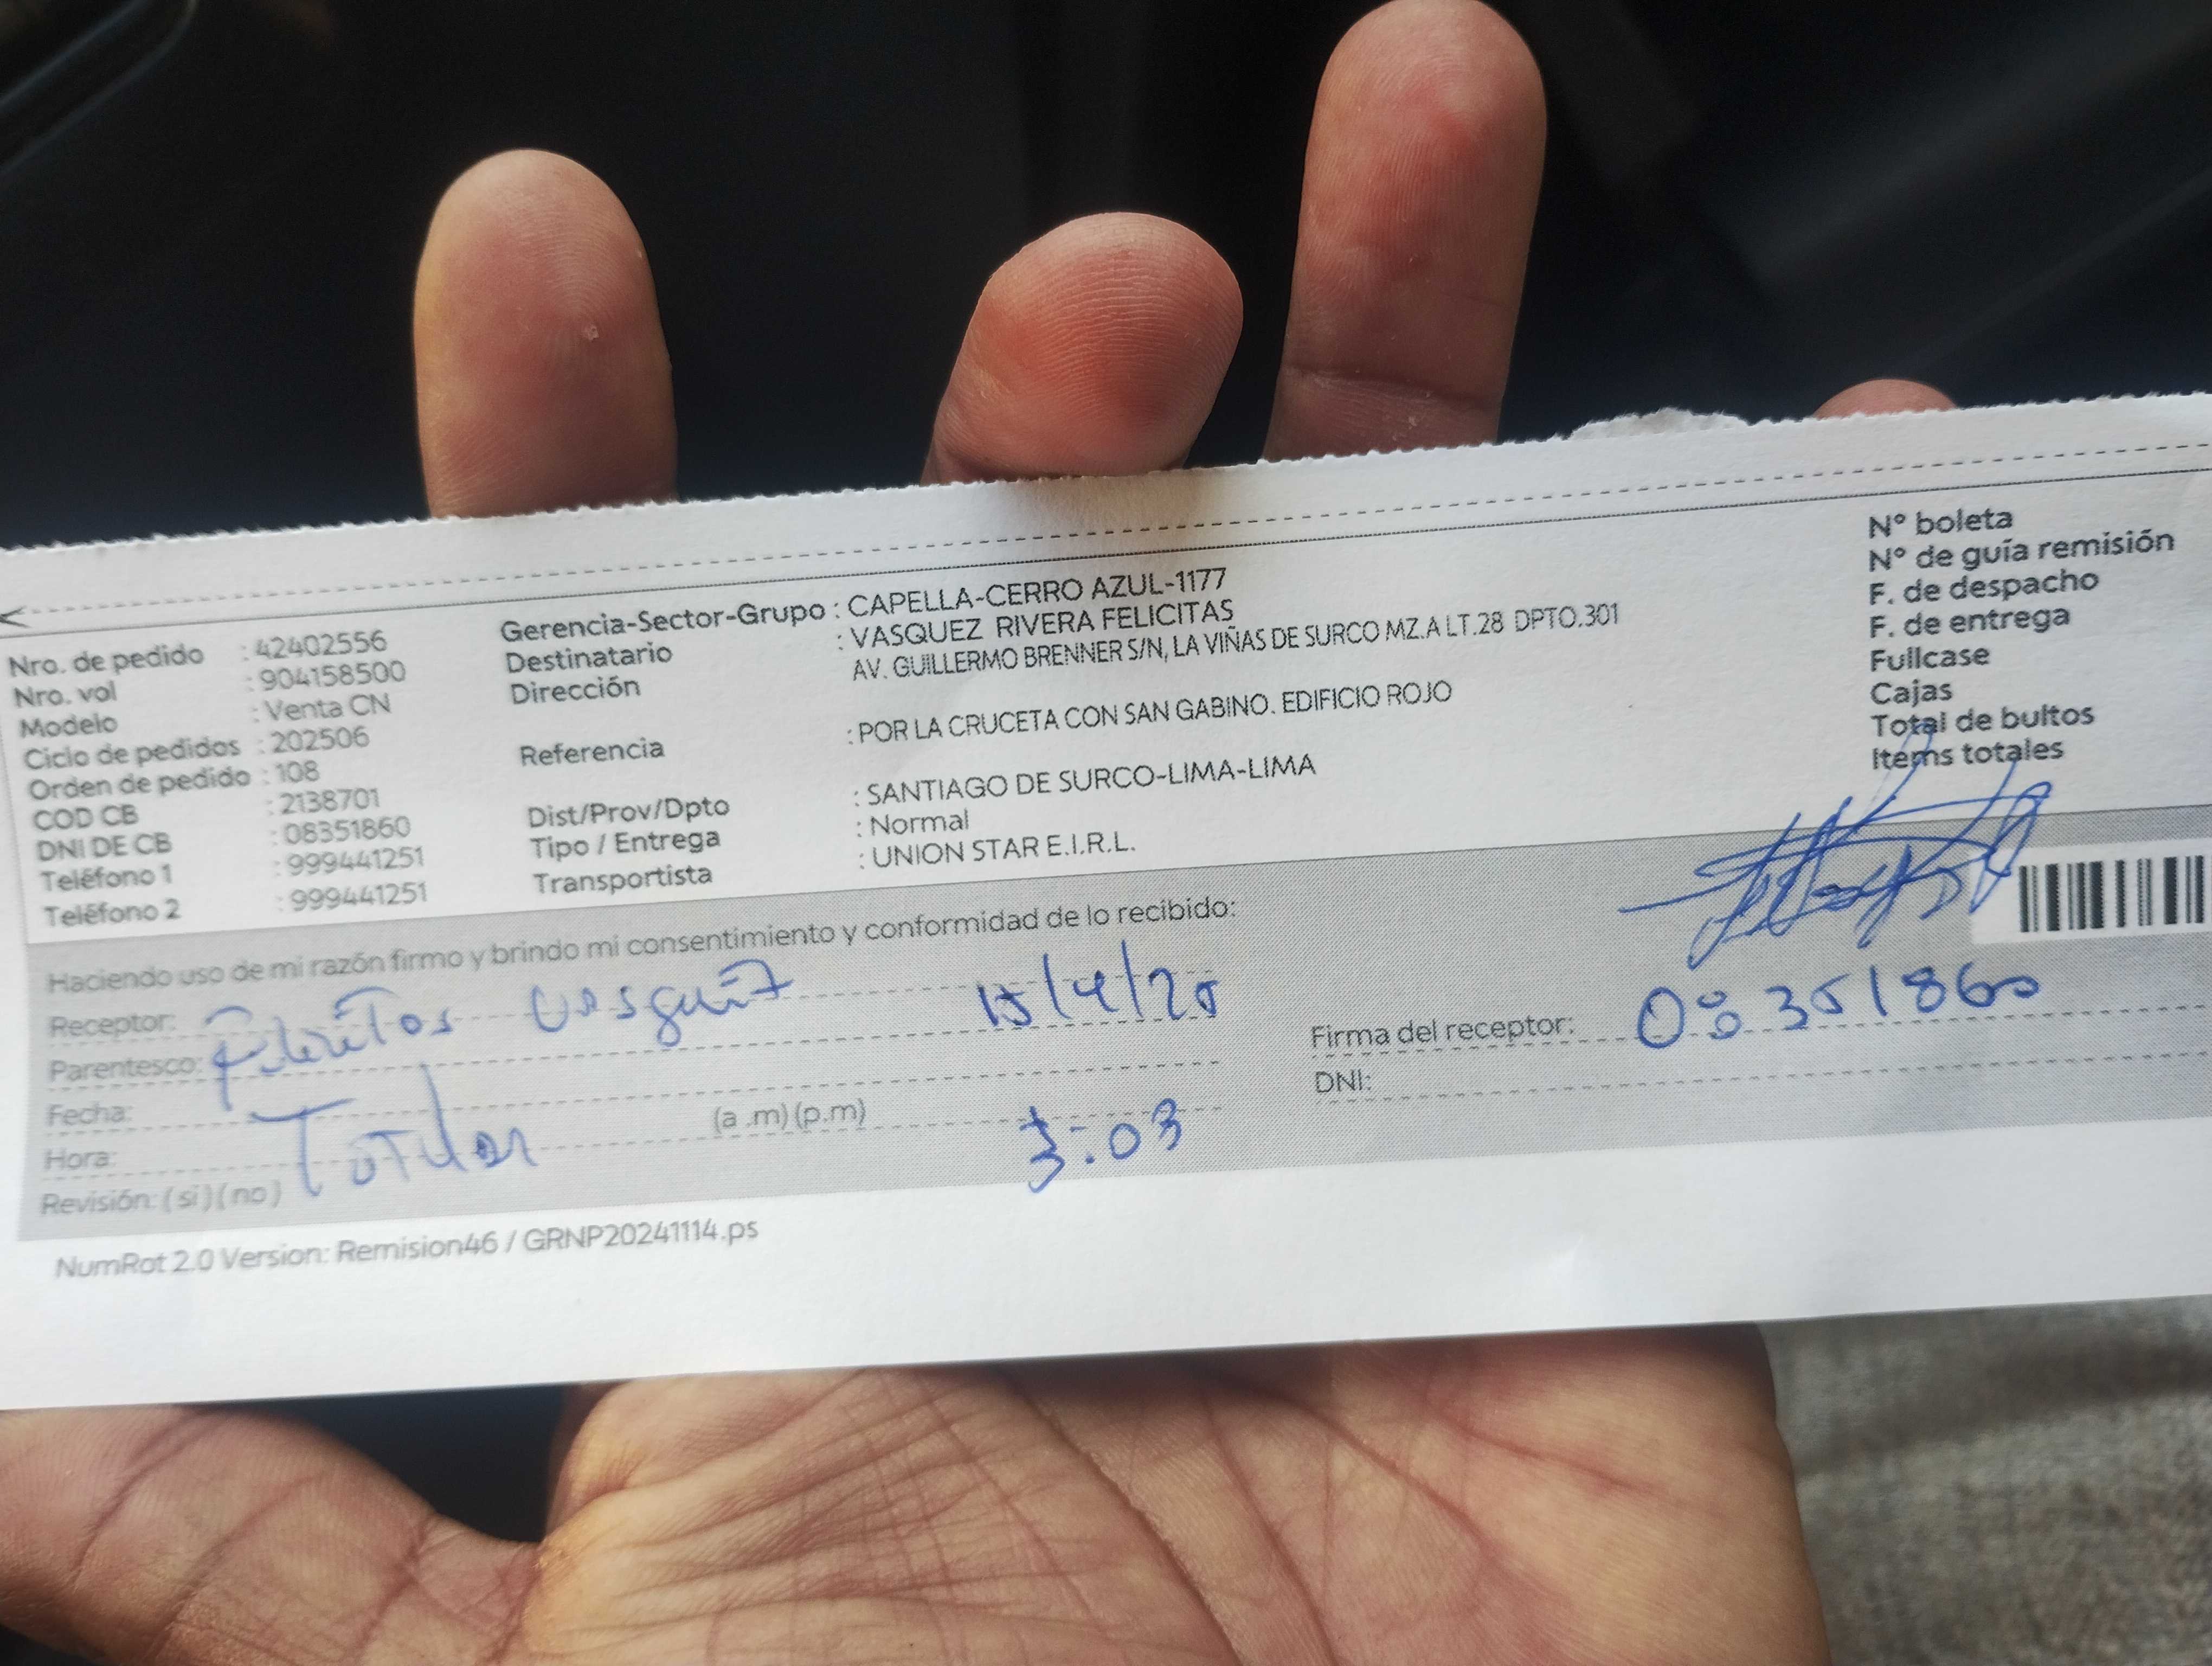 Nro. de pedido : 42402556
Nro. vol : 904158500
Modelo : Venta CN
Ciclo de pedidos : 202506
Orden de pedido : 108
COD CB : 2138701
DNI DE CB : 08351860
Teléfono 1 : 999441251
Teléfono 2 : 999441251
Gerencia-Sector-Grupo : CAPELLA-CERRO AZUL-1177
Destinatario : VASQUEZ RIVERA FELICITAS
Dirección AV. GUILLERMO BRENNER S/N, LA VIÑAS DE SURCO MZ.A LT.28 DPTO.301
Referencia : POR LA CRUCETA CON SAN GABINO. EDIFICIO ROJO
Dist/Prov/Dpto : SANTIAGO DE SURCO-LIMA-LIMA
Tipo / Entrega : Normal
Transportista : UNION STAR E.I.R.L.
N° boleta
N° de guía remisión
F. de despacho
F. de entrega
Fullcase
Cajas
Total de bultos
Items totales
Haciendo uso de mi razón firmo y brindo mi consentimiento y conformidad de lo recibido:
Receptor:
Parentesco:
Fecha:
Hora: (a .m) (p.m)
Revisión: ( si ) ( no )
15/4/25
Titular
3:03
Firma del receptor: 08351860
DNI:
NumRot 2.0 Version: Remision46 / GRNP20241114.ps